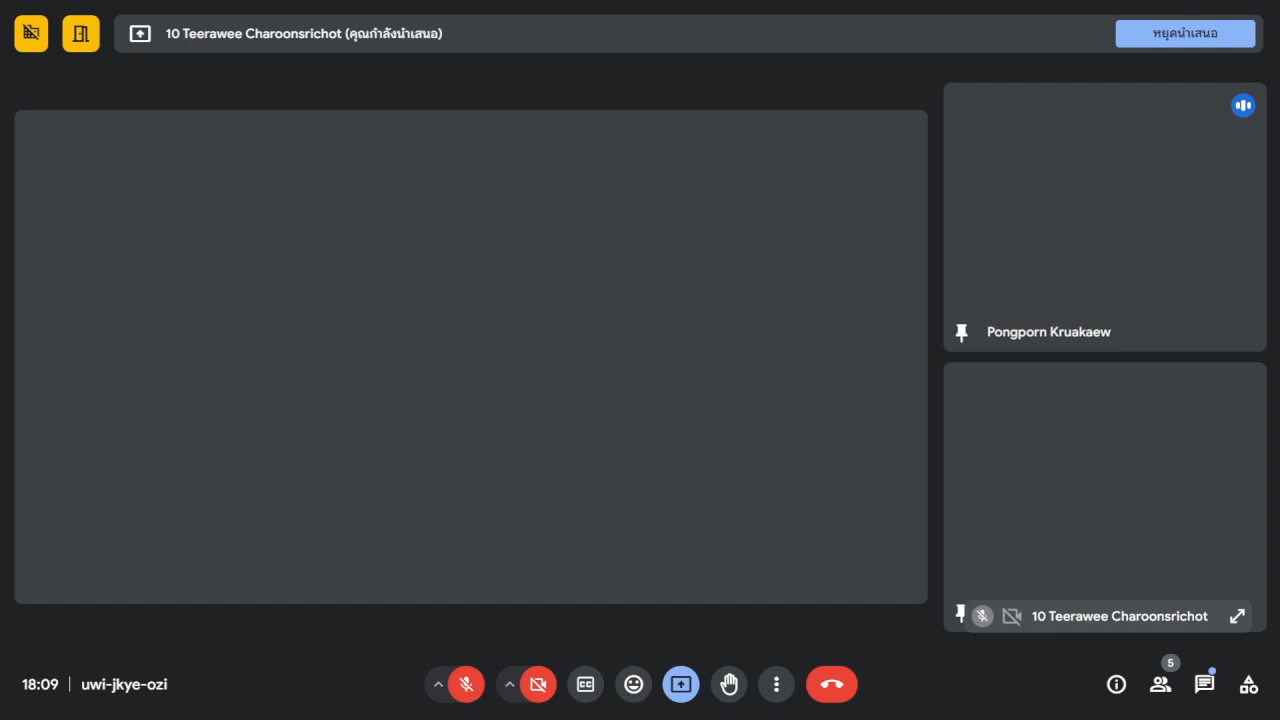 10 Teerawee Charoonsrichot (คุณกำลังนำเสนอ)
หยุดนำเสนอ
Pongporn Kruakaew
10 Teerawee Charoonsrichot
18:09 | uwi-jkye-ozi
CC
5